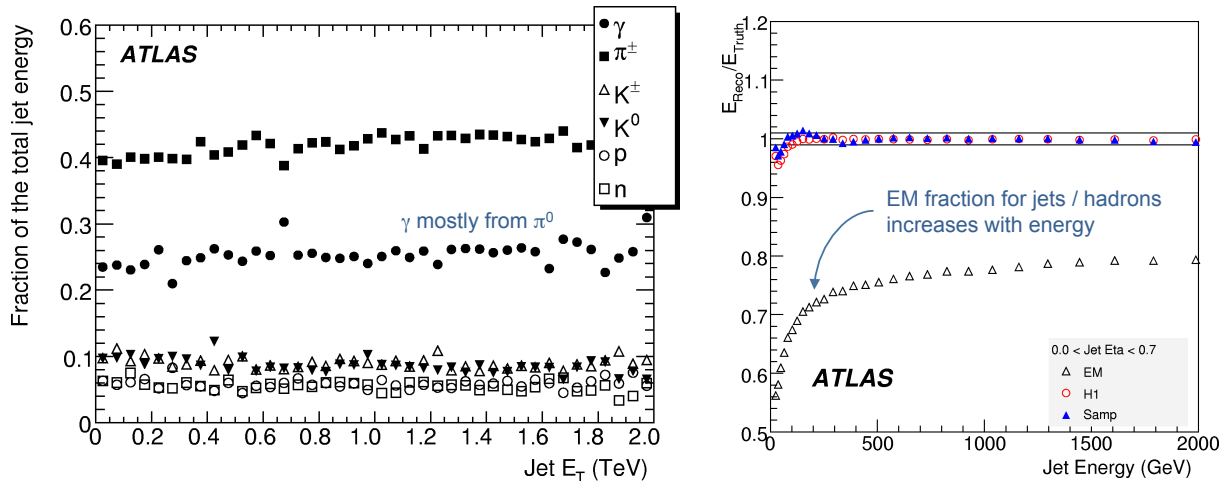 Fraction of the total jet energy
0.6
0.5
0.4
0.3
0.2
0.1
0
ATLAS
γ
π±
K±
K0
p
n
γ mostly from π0
0 0.2 0.4 0.6 0.8 1.0 1.2 1.4 1.6 1.8 2.0
Jet ET (TeV)
EReco/ETruth
1.2
1.1
1
0.9
0.8
0.7
0.6
0.5
EM fraction for jets / hadrons
increases with energy
ATLAS
0.0 < Jet Eta < 0.7
EM
H1
Samp
0 500 1000 1500 2000
Jet Energy (GeV)